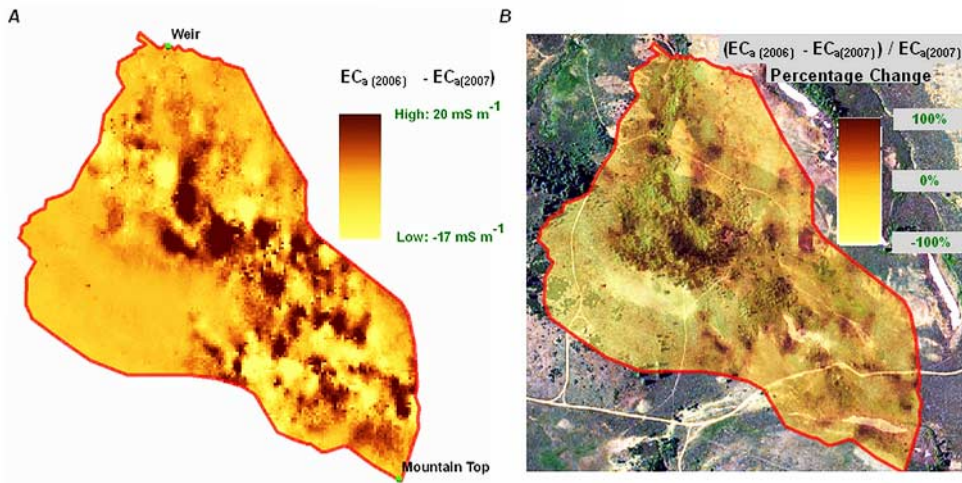 A
Weir
ECa (2006) - ECa(2007)
High: 20 mS m-1
Low: -17 mS m-1
Mountain Top
B
(ECa (2006) - ECa(2007)) / ECa(2007)
Percentage Change
100%
0%
-100%